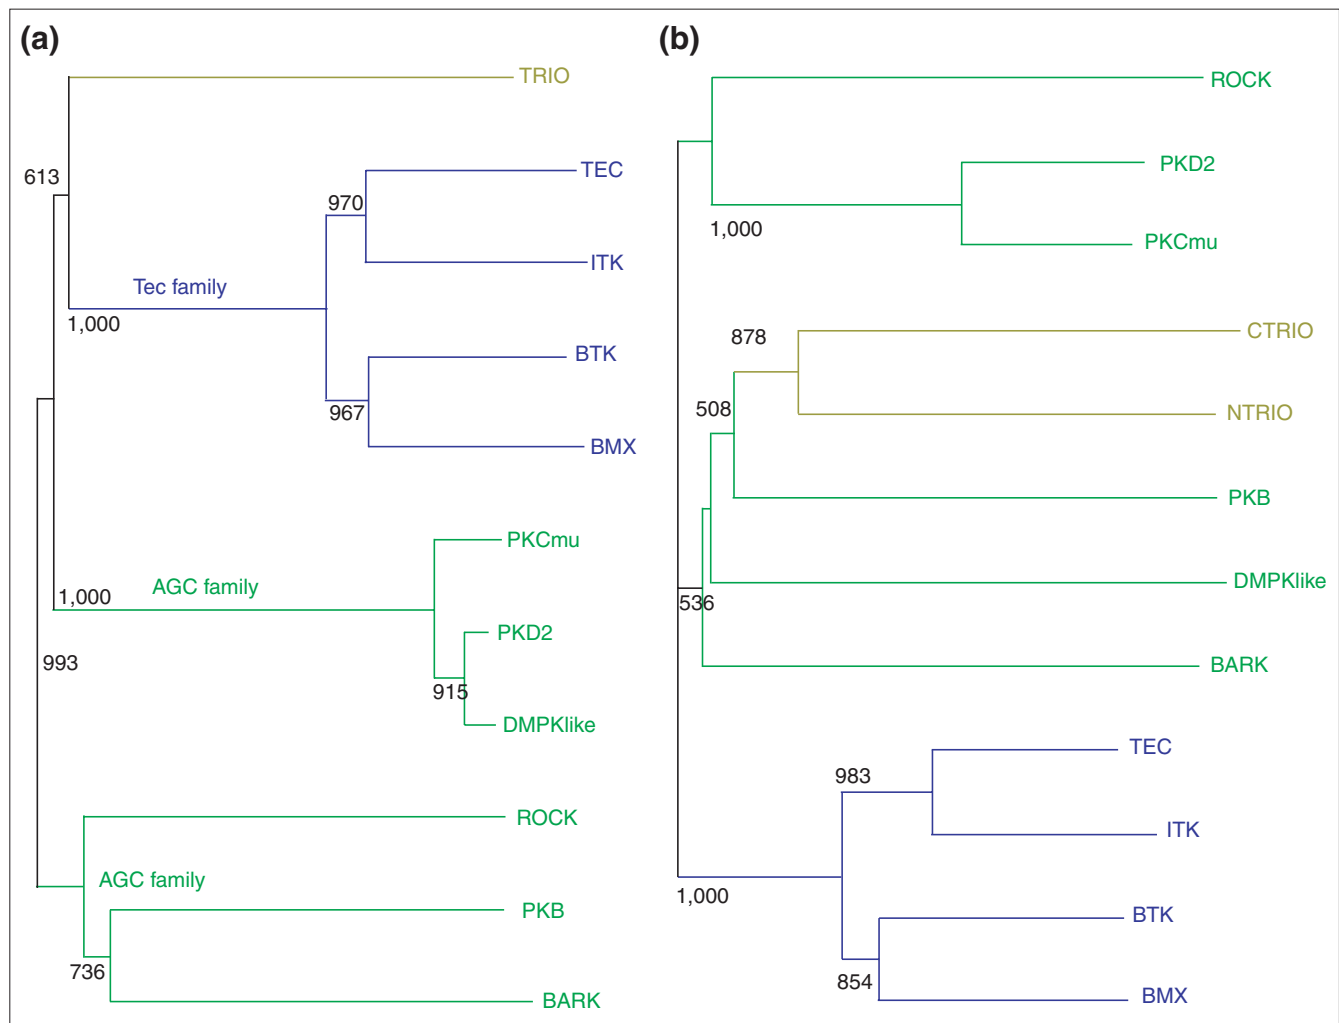 (a)
TRIO
613
TEC
970
ITK
Tec family
1,000
BTK
967
BMX
PKCmu
AGC family
1,000
PKD2
993
915
DMPKlike
ROCK
AGC family
PKB
736
BARK
(b)
ROCK
PKD2
1,000
PKCmu
878
CTRIO
508
NTRIO
PKB
DMPKlike
536
BARK
TEC
983
ITK
1,000
BTK
854
BMX